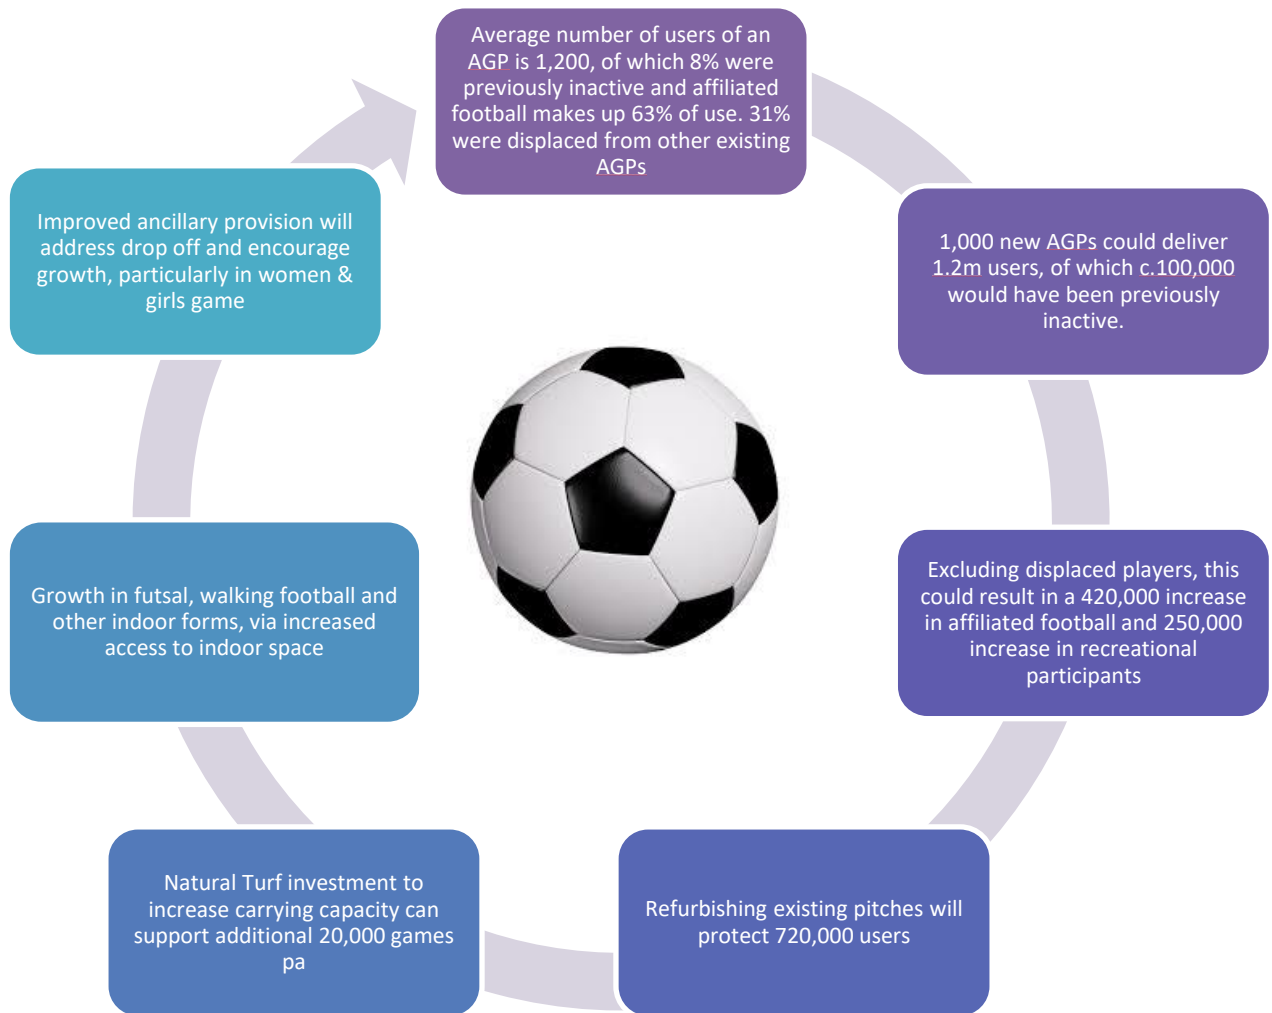 Average number of users of an
AGP is 1,200, of which 8% were
previously inactive and affiliated
football makes up 63% of use. 31%
were displaced from other existing
AGPs
1,000 new AGPs could deliver
1.2m users, of which c.100,000
would have been previously
inactive.
Excluding displaced players, this
could result in a 420,000 increase
in affiliated football and 250,000
increase in recreational
participants
Refurbishing existing pitches will
protect 720,000 users
Natural Turf investment to
increase carrying capacity can
support additional 20,000 games
pa
Growth in futsal, walking football and
other indoor forms, via increased
access to indoor space
Improved ancillary provision will
address drop off and encourage
growth, particularly in women &
girls game